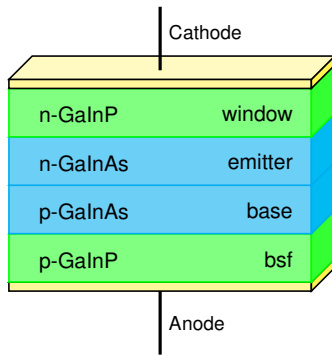 Cathode
n-GaInP window
n-GaInAs emitter
p-GaInAs base
p-GaInP bsf
Anode